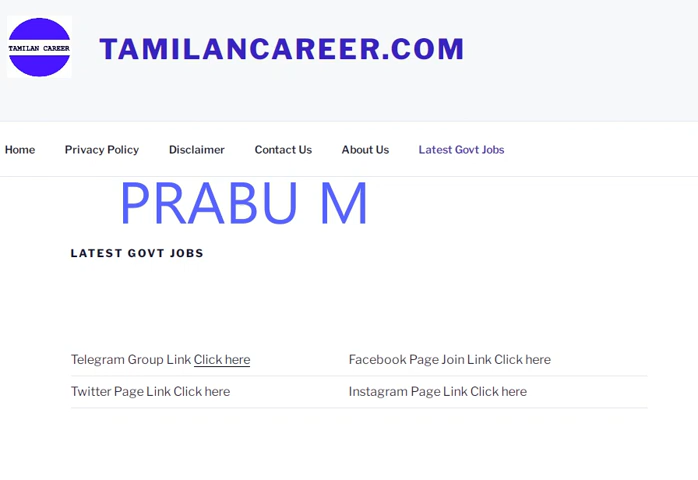 TAMILAN CAREER
TAMILANCAREER.COM
Home Privacy Policy Disclaimer Contact Us About Us Latest Govt Jobs
PRABU M
LATEST GOVT JOBS
Telegram Group Link Click here Facebook Page Join Link Click here
Twitter Page Link Click here Instagram Page Link Click here